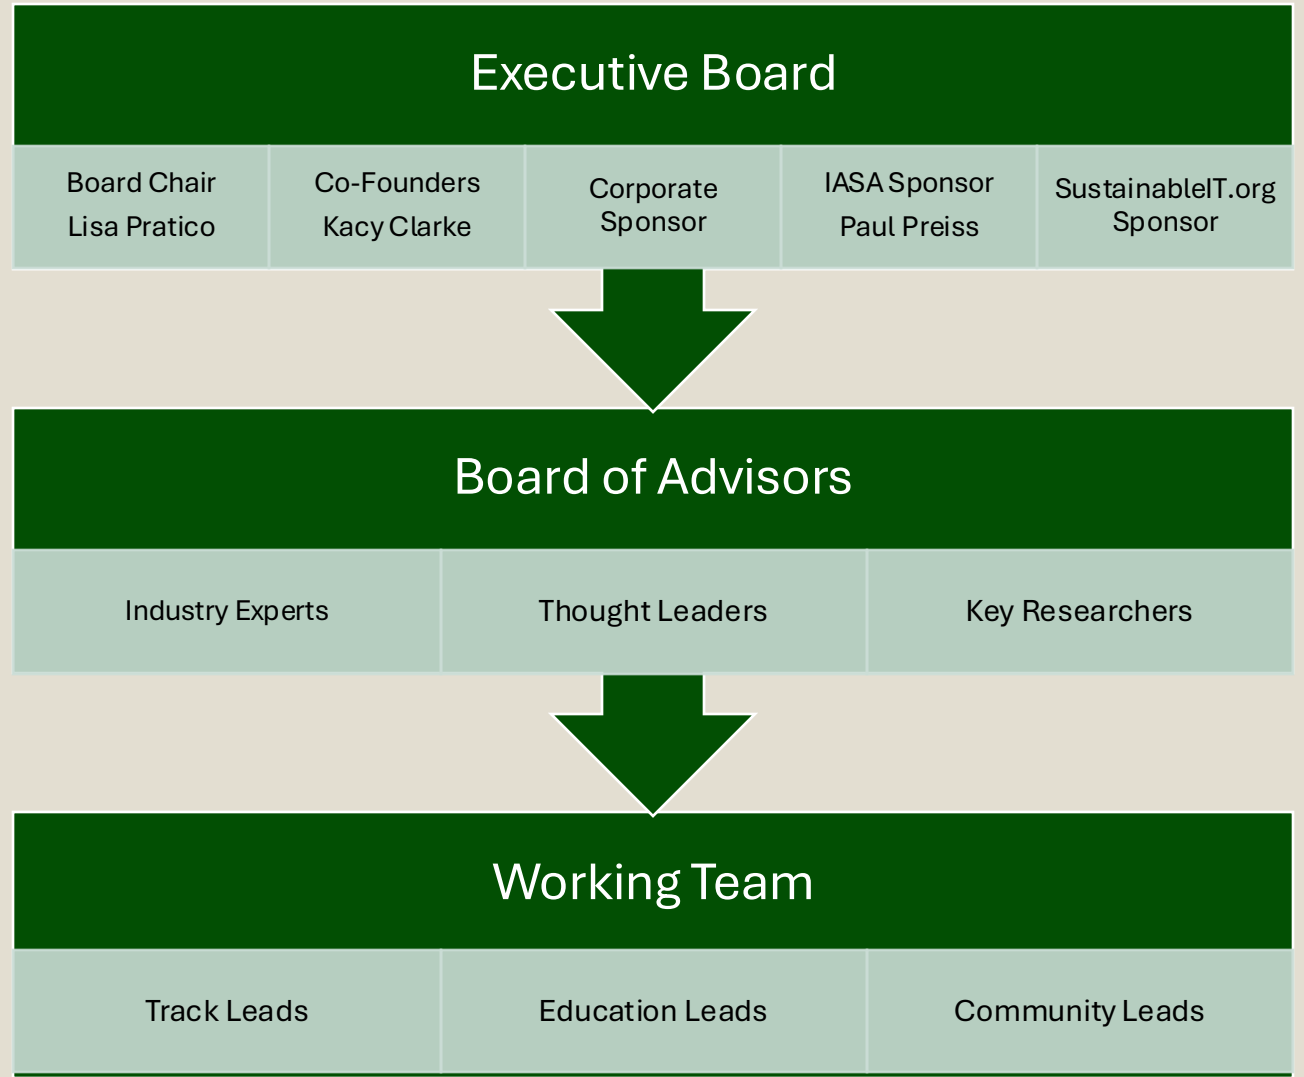 Executive Board
Board Chair
Lisa Pratico
Co-Founders
Kacy Clarke
Corporate
Sponsor
IASA Sponsor
Paul Preiss
SustainableIT.org
Sponsor
Board of Advisors
Industry Experts
Thought Leaders
Key Researchers
Working Team
Track Leads
Education Leads
Community Leads